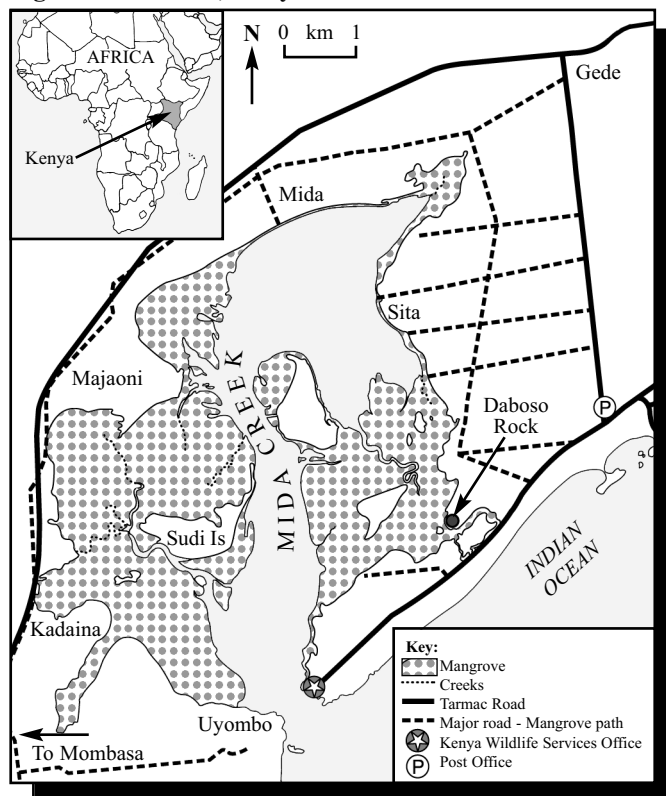 AFRICA
Kenya
N
0 km 1
Gede
Mida
Sita
Majaoni
MIDA CREEK
Daboso
Rock
P
Sudi Is
INDIAN
OCEAN
Kadaina
Uyombo
To Mombasa
Key:
Mangrove
Creeks
Tarmac Road
Major road - Mangrove path
Kenya Wildlife Services Office
P Post Office